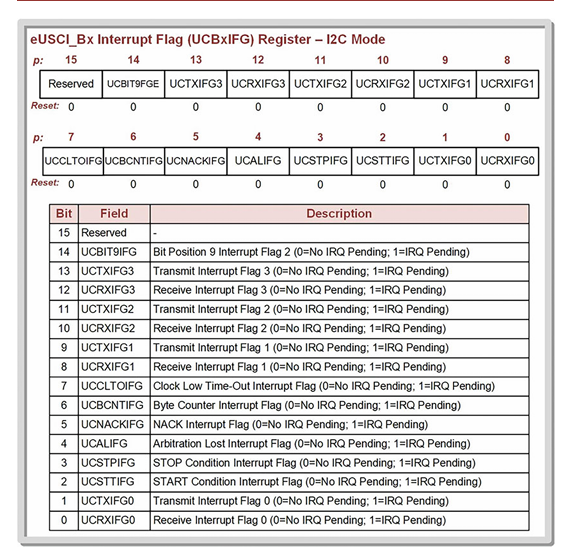 eUSCI_Bx Interrupt Flag (UCBxIFG) Register – I2C Mode
p: 15 14 13 12 11 10 9 8
Reserved UCBIT9FGE UCTXIFG3 UCRXIFG3 UCTXIFG2 UCRXIFG2 UCTXIFG1 UCRXIFG1
Reset: 0 0 0 0 0 0 0 0
p: 7 6 5 4 3 2 1 0
UCCLTOIFG UCBCNTIFG UCNACKIFG UCALIFG UCSTPIFG UCSTTIFG UCTXIFG0 UCRXIFG0
Reset: 0 0 0 0 0 0 0 0
Bit Field Description
15 Reserved -
14 UCBIT9IFG Bit Position 9 Interrupt Flag 2 (0=No IRQ Pending; 1=IRQ Pending)
13 UCTXIFG3 Transmit Interrupt Flag 3 (0=No IRQ Pending; 1=IRQ Pending)
12 UCRXIFG3 Receive Interrupt Flag 3 (0=No IRQ Pending; 1=IRQ Pending)
11 UCTXIFG2 Transmit Interrupt Flag 2 (0=No IRQ Pending; 1=IRQ Pending)
10 UCRXIFG2 Receive Interrupt Flag 2 (0=No IRQ Pending; 1=IRQ Pending)
9 UCTXIFG1 Transmit Interrupt Flag 1 (0=No IRQ Pending; 1=IRQ Pending)
8 UCRXIFG1 Receive Interrupt Flag 1 (0=No IRQ Pending; 1=IRQ Pending)
7 UCCLTOIFG Clock Low Time-Out Interrupt Flag (0=No IRQ Pending; 1=IRQ Pending)
6 UCBCNTIFG Byte Counter Interrupt Flag (0=No IRQ Pending; 1=IRQ Pending)
5 UCNACKIFG NACK Interrupt Flag (0=No IRQ Pending; 1=IRQ Pending)
4 UCALIFG Arbitration Lost Interrupt Flag (0=No IRQ Pending; 1=IRQ Pending)
3 UCSTPIFG STOP Condition Interrupt Flag (0=No IRQ Pending; 1=IRQ Pending)
2 UCSTTIFG START Condition Interrupt Flag (0=No IRQ Pending; 1=IRQ Pending)
1 UCTXIFG0 Transmit Interrupt Flag 0 (0=No IRQ Pending; 1=IRQ Pending)
0 UCRXIFG0 Receive Interrupt Flag 0 (0=No IRQ Pending; 1=IRQ Pending)